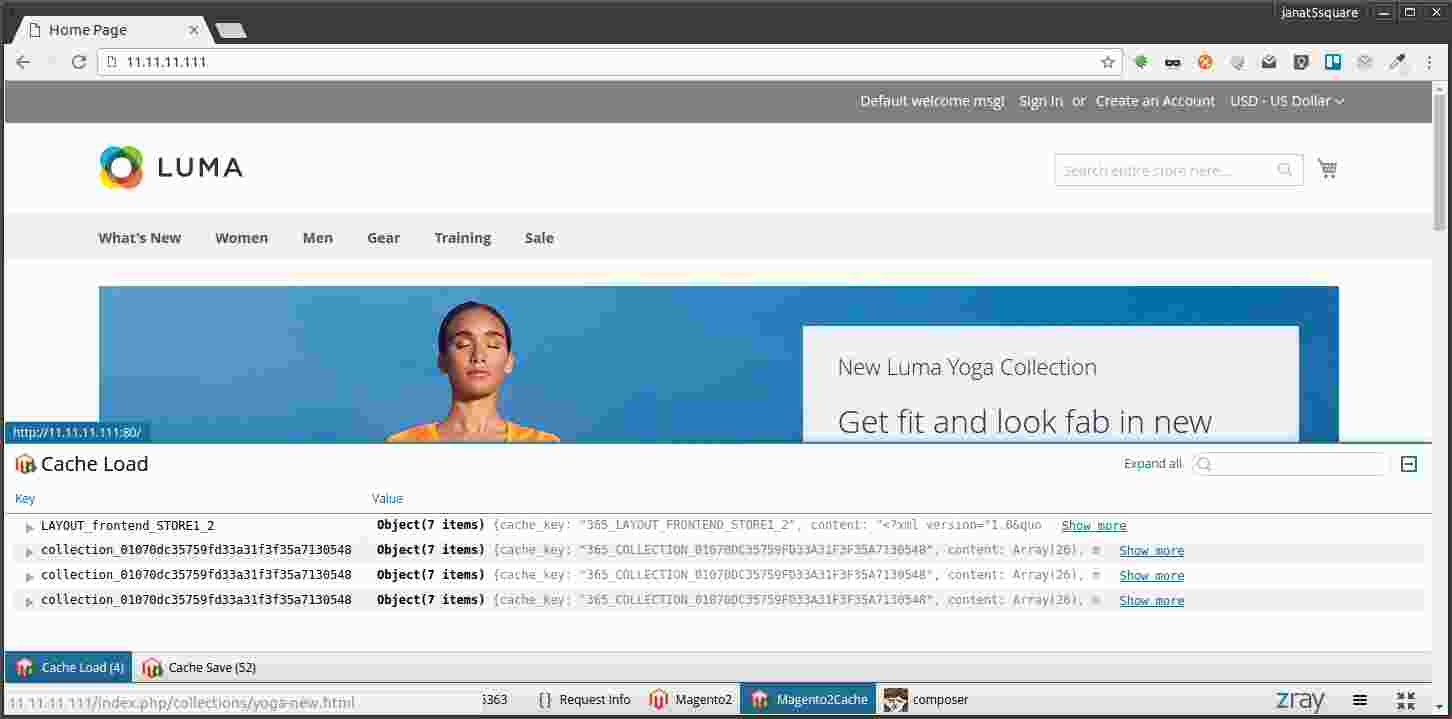 janat5square
Home Page
11.11.11.111
Default welcome msg! Sign In or Create an Account USD - US Dollar
LUMA
Search entire store here...
What's New Women Men Gear Training Sale
New Luma Yoga Collection
Get fit and look fab in new
http://11.11.11.111:80/
Cache Load Expand all
Key Value
LAYOUT_frontend_STORE1_2 Object(7 items) {cache_key: "365_LAYOUT_FRONTEND_STORE1_2", content: "<?xml version="1.0&quo Show more
collection_01070dc35759fd33a31f3f35a7130548 Object(7 items) {cache_key: "365_COLLECTION_01070DC35759FD33A31F3F35A7130548", content: Array(26), m Show more
collection_01070dc35759fd33a31f3f35a7130548 Object(7 items) {cache_key: "365_COLLECTION_01070DC35759FD33A31F3F35A7130548", content: Array(26), m Show more
collection_01070dc35759fd33a31f3f35a7130548 Object(7 items) {cache_key: "365_COLLECTION_01070DC35759FD33A31F3F35A7130548", content: Array(26), m Show more
Cache Load (4) Cache Save (52)
11.11.11.111/index.php/collections/yoga-new.html 5363 {} Request Info Magento2 Magento2Cache composer zray